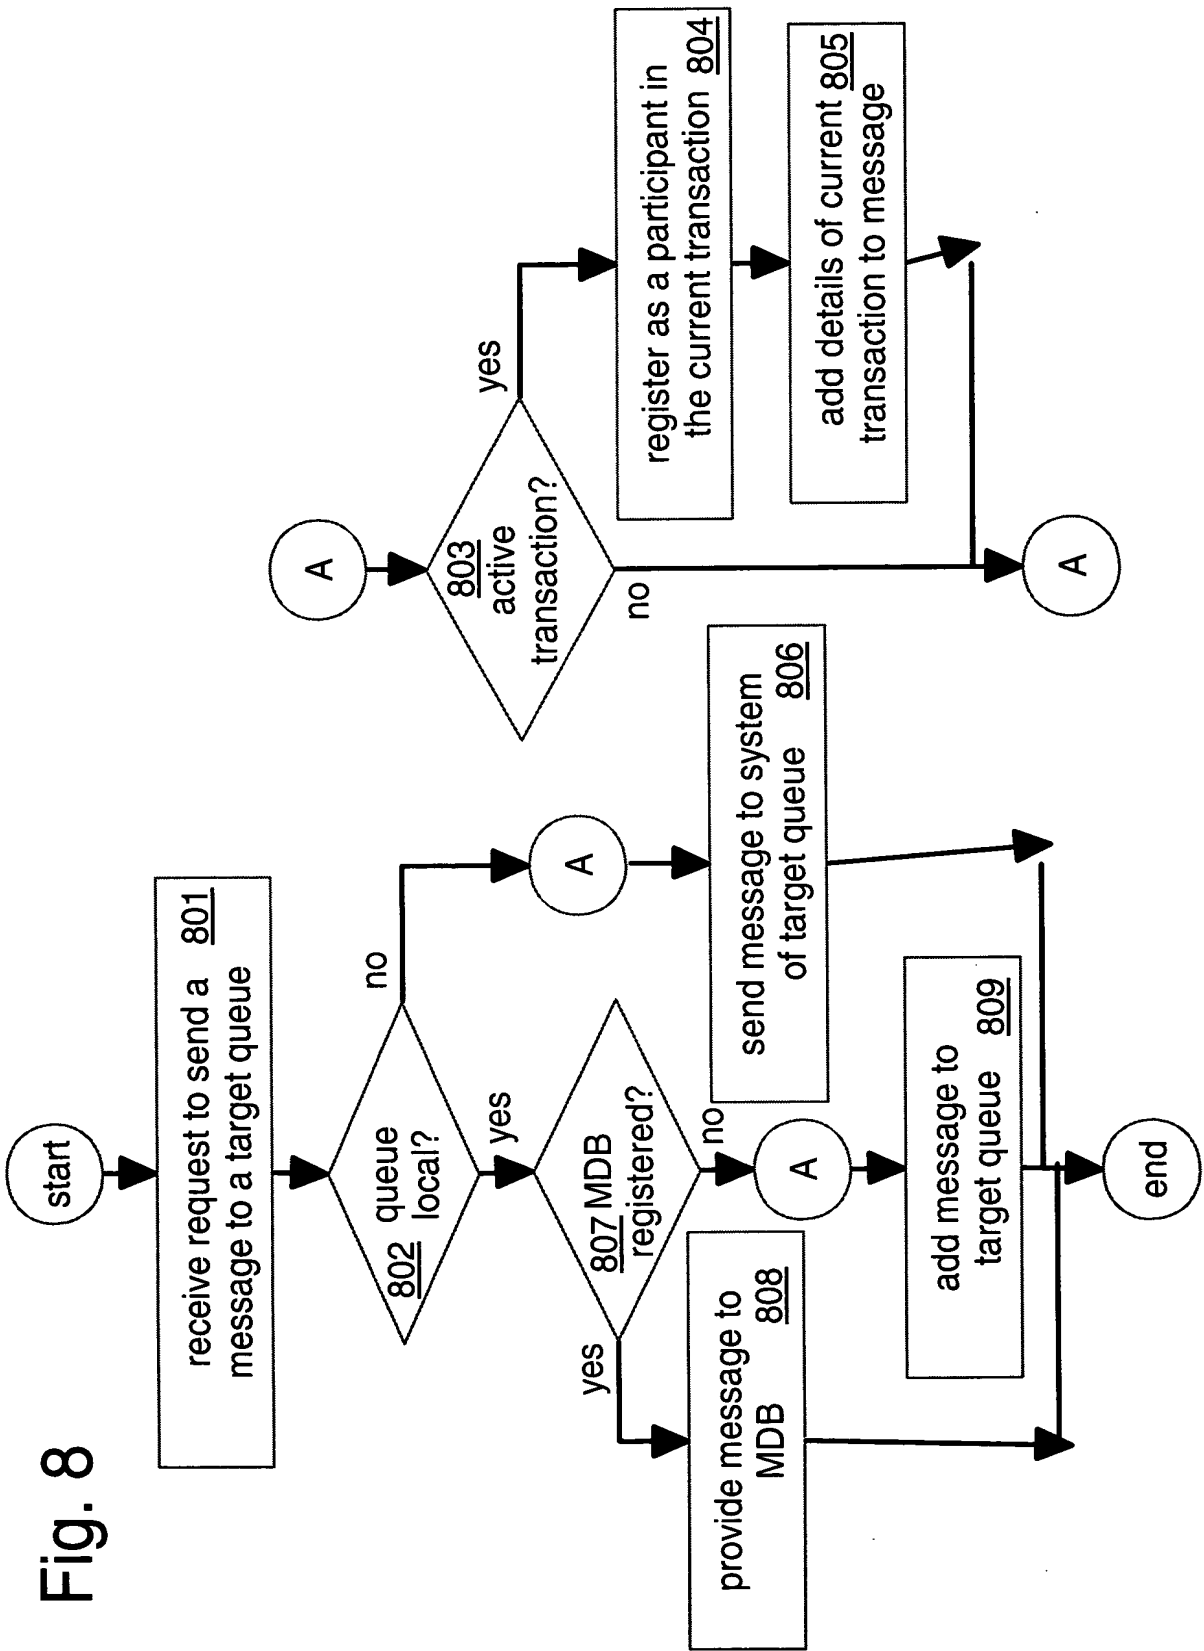 Fig. 8
start
receive request to send a 801
message to a target queue
802 queue
local?
no
yes
807 MDB
registered?
yes
no
provide message to
MDB 808
A
add message to
target queue 809
A
send message to system
of target queue 806
end
A
803
active
transaction?
yes
no
register as a participant in
the current transaction 804
add details of current 805
transaction to message
A